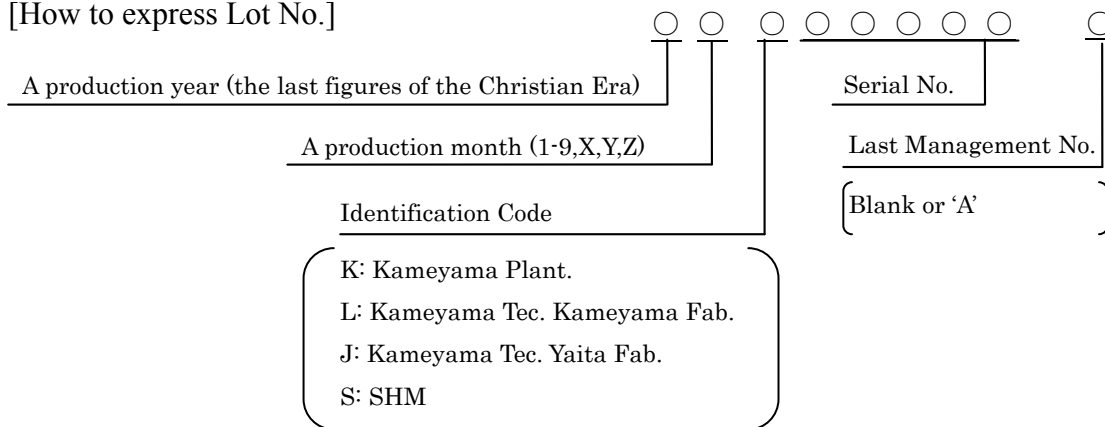 [How to express Lot No.]
○ ○ ○ ○ ○ ○ ○ ○ ○
A production year (the last figures of the Christian Era)
Serial No.
A production month (1-9,X,Y,Z)
Last Management No.
Identification Code
Blank or ‘A’
K: Kameyama Plant.
L: Kameyama Tec. Kameyama Fab.
J: Kameyama Tec. Yaita Fab.
S: SHM